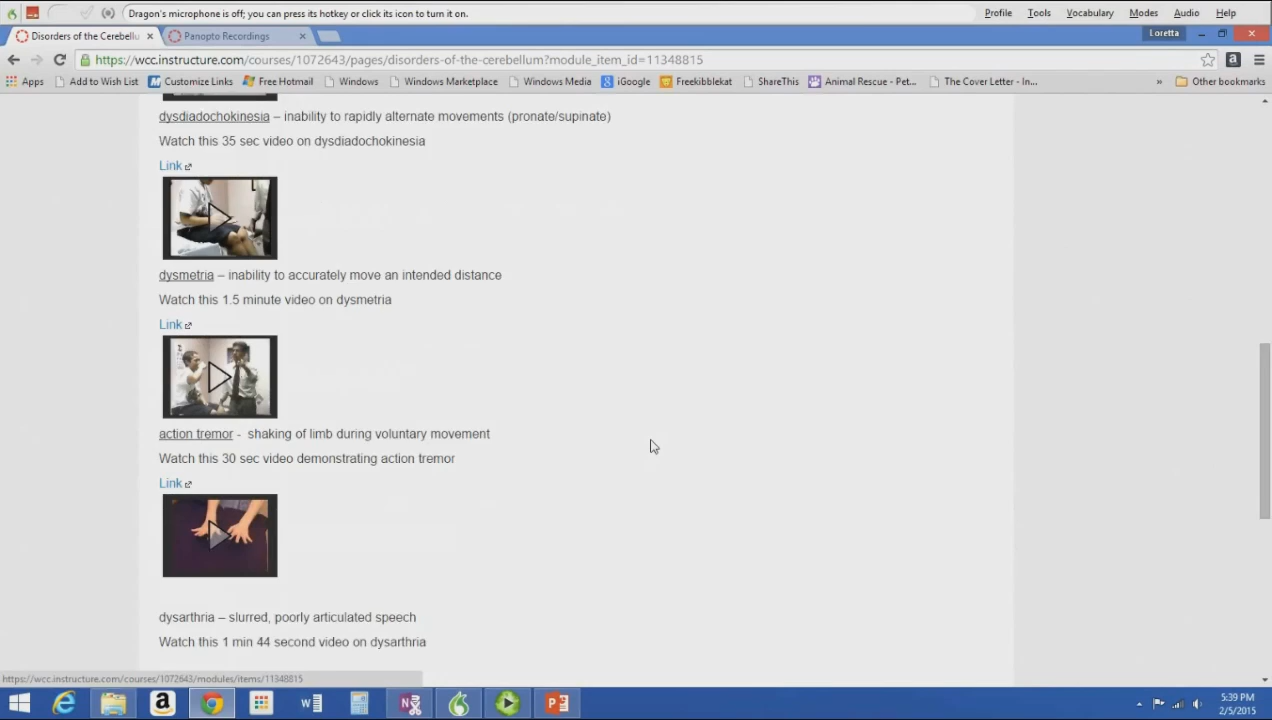 Dragon's microphone is off; you can press its hotkey or click its icon to turn it on.
Profile Tools Vocabulary Modes Audio Help
Disorders of the Cerebellu × Panopto Recordings × Loretta
https://wcc.instructure.com/courses/1072643/pages/disorders-of-the-cerebellum?module_item_id=11348815
Apps Add to Wish List Customize Links Free Hotmail Windows Windows Marketplace Windows Media iGoogle Freekibblekat ShareThis Animal Rescue - Pet... The Cover Letter - In... » Other bookmarks
dysdiadochokinesia – inability to rapidly alternate movements (pronate/supinate)
Watch this 35 sec video on dysdiadochokinesia
Link
dysmetria – inability to accurately move an intended distance
Watch this 1.5 minute video on dysmetria
Link
action tremor - shaking of limb during voluntary movement
Watch this 30 sec video demonstrating action tremor
Link
dysarthria – slurred, poorly articulated speech
Watch this 1 min 44 second video on dysarthria
https://wcc.instructure.com/courses/1072643/modules/items/11348815
5:39 PM
2/5/2015